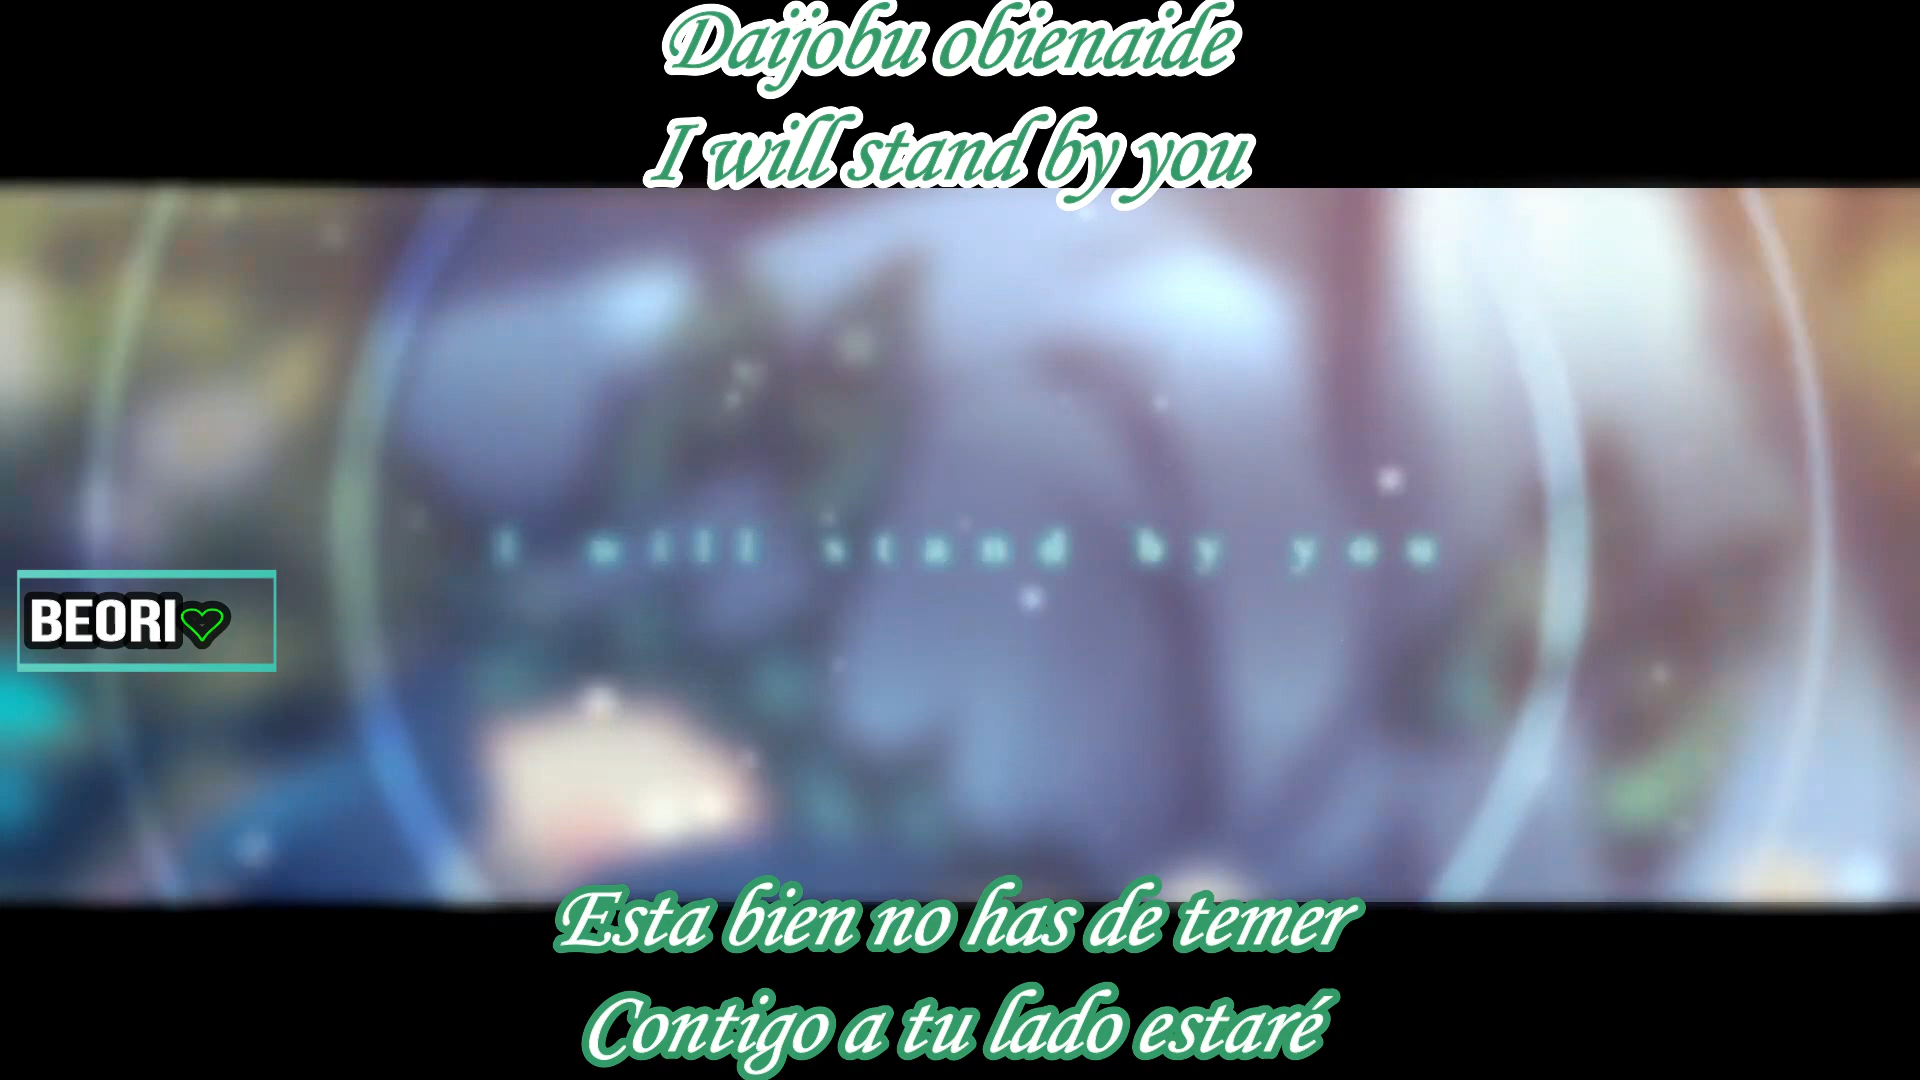 Daijobu obienaide
I will stand by you
I will stand by you
BEORI
Esta bien no has de temer
Contigo a tu lado estaré